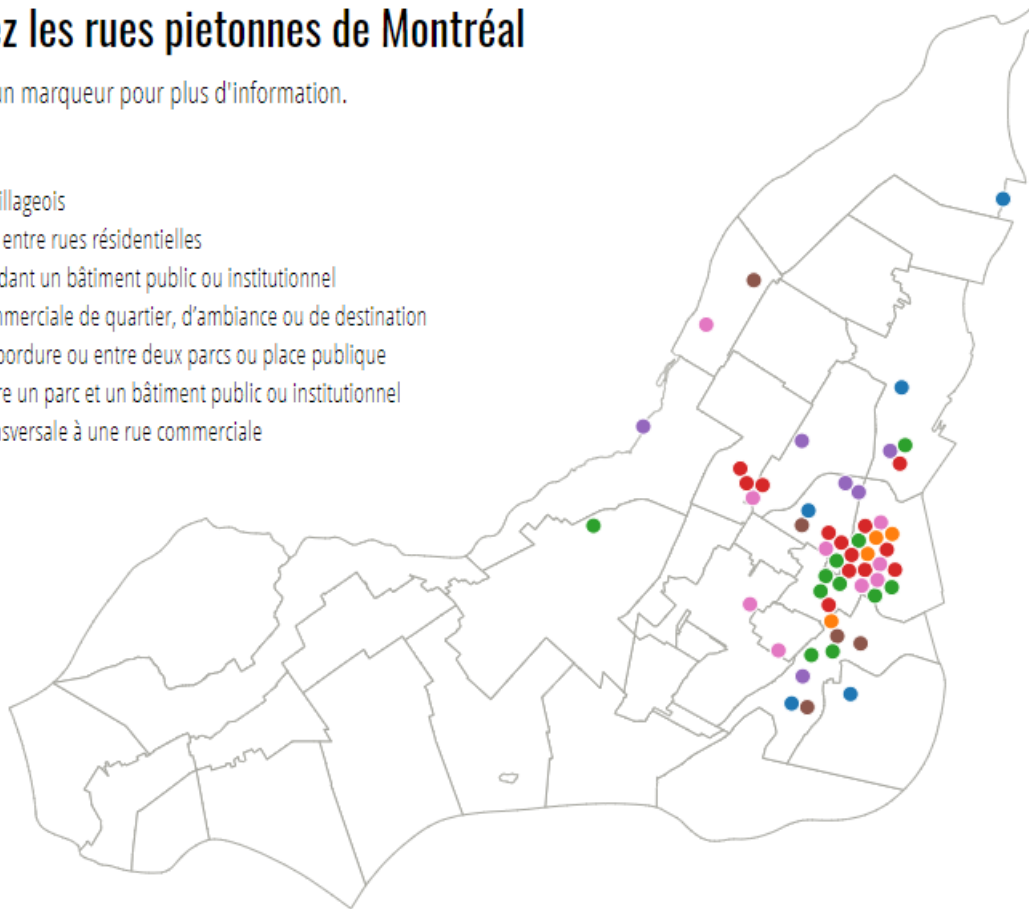 z les rues pietonnes de Montréal
un marqueur pour plus d'information.
illageois
entre rues résidentielles
dant un bâtiment public ou institutionnel
mmerciale de quartier, d'ambiance ou de destination
bordure ou entre deux parcs ou place publique
re un parc et un bâtiment public ou institutionnel
nsversale à une rue commerciale